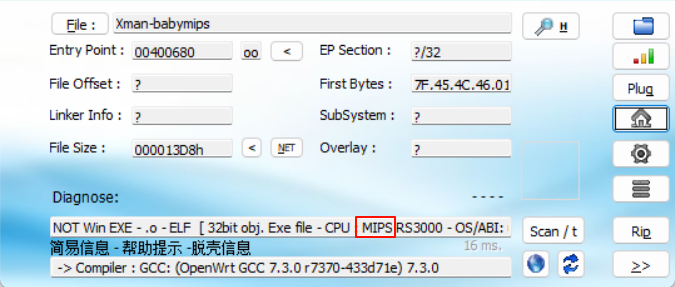 File : Xman-babymips H
Entry Point : 00400680 oo < EP Section : ?/32
File Offset : ? First Bytes : 7F.45.4C.46.01 Plug
Linker Info : ? SubSystem : ?
File Size : 000013D8h < NET Overlay : ?
Diagnose: - - - -
NOT Win EXE - .o - ELF [ 32bit obj. Exe file - CPU : MIPS RS3000 - OS/ABI: Scan / t Rip
简易信息 - 帮助提示 -脱壳信息 16 ms.
-> Compiler : GCC: (OpenWrt GCC 7.3.0 r7370-433d71e) 7.3.0 >>